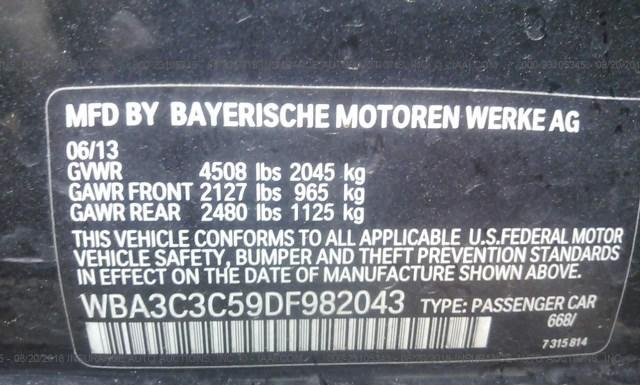 MFD BY BAYERISCHE MOTOREN WERKE AG
06/13
GVWR 4508 lbs 2045 kg
GAWR FRONT 2127 lbs 965 kg
GAWR REAR 2480 lbs 1125 kg
THIS VEHICLE CONFORMS TO ALL APPLICABLE U.S.FEDERAL MOTOR
VEHICLE SAFETY, BUMPER AND THEFT PREVENTION STANDARDS
IN EFFECT ON THE DATE OF MANUFACTURE SHOWN ABOVE.
WBA3C3C59DF982043 TYPE: PASSENGER CAR
668/
7315814